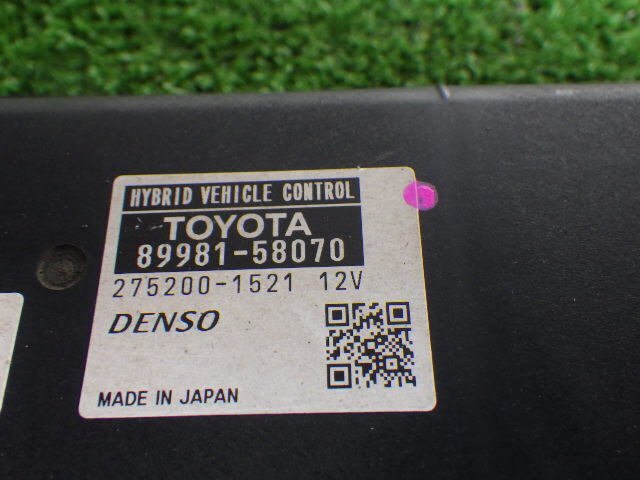 HYBRID VEHICLE CONTROL
TOYOTA
89981-58070
275200-1521 12V
DENSO
MADE IN JAPAN